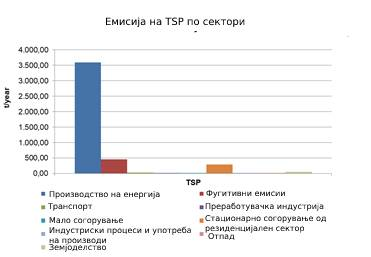 Емисија на TSP по сектори
4.000,00
3.500,00
3.000,00
2.500,00
2.000,00
1.500,00
1.000,00
500,00
0,00
t/year
TSP
Производство на енергија
Фугитивни емисии
Транспорт
Преработувачка индустрија
Мало согорување
Стационарно согорување од
резиденцијален сектор
Индустриски процеси и употреба
на производи
Отпад
Земјоделство